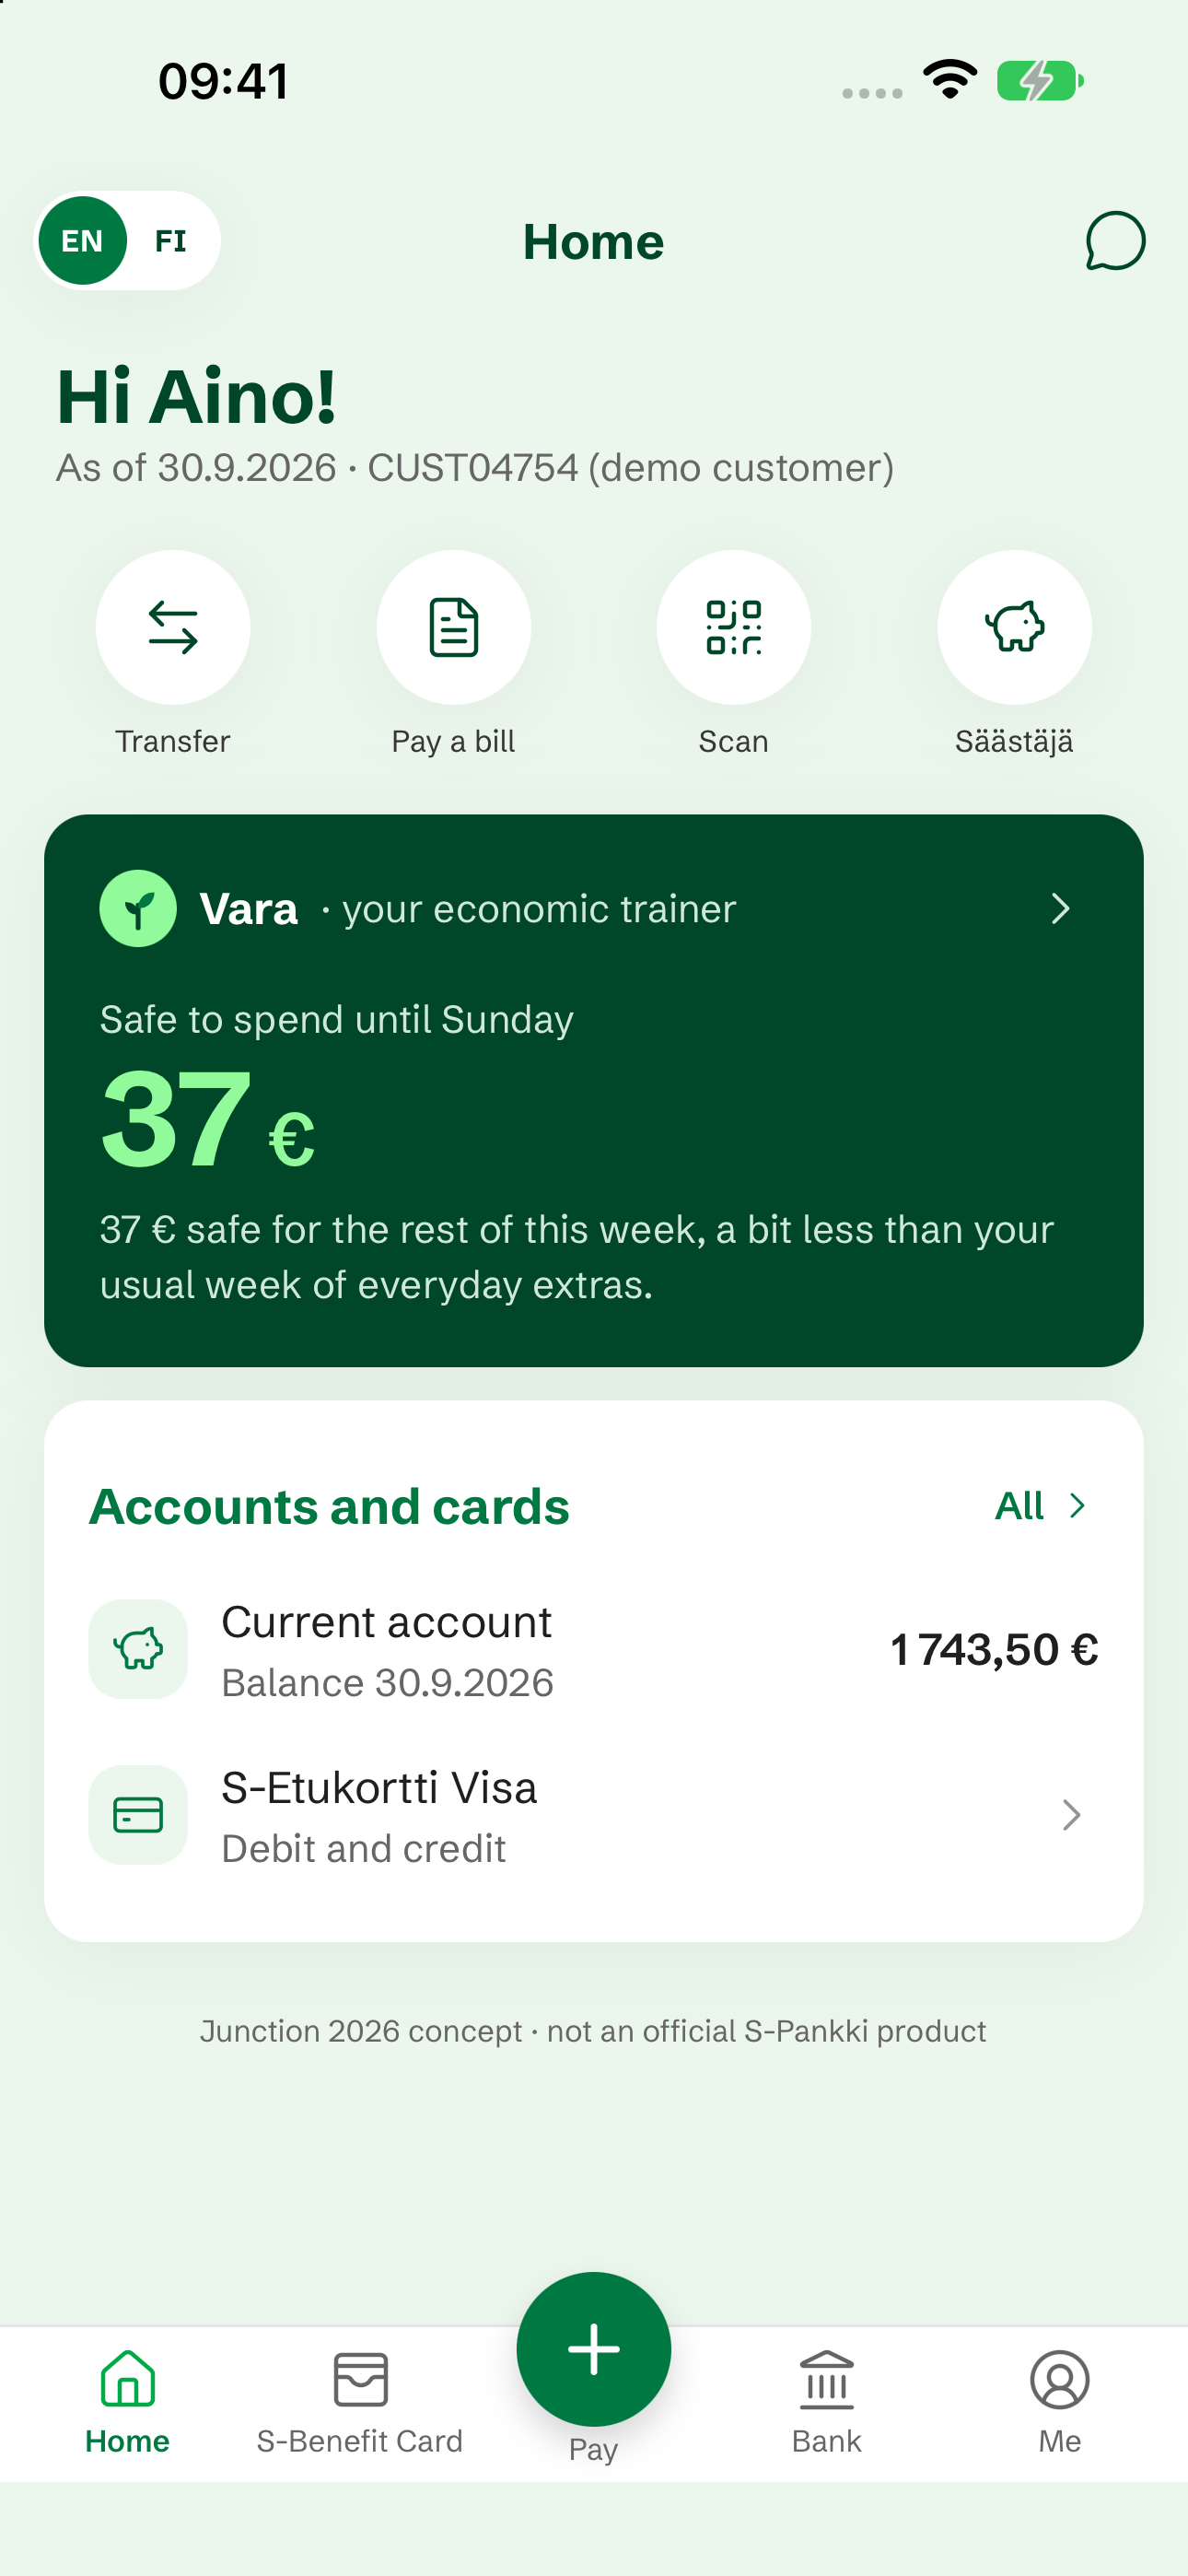 09:41
EN FI
Home
Hi Aino!
As of 30.9.2026 · CUST04754 (demo customer)
Transfer
Pay a bill
Scan
Säästäjä
Vara · your economic trainer
Safe to spend until Sunday
37 €
37 € safe for the rest of this week, a bit less than your
usual week of everyday extras.
Accounts and cards
All
Current account
Balance 30.9.2026
1 743,50 €
S-Etukortti Visa
Debit and credit
Junction 2026 concept · not an official S-Pankki product
Home
S-Benefit Card
Pay
Bank
Me